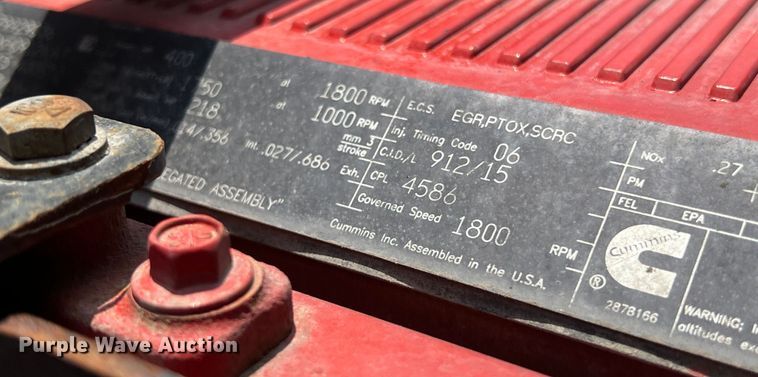 400
50 at 1800 RPM
218 at 1000 RPM
14/.356 mm 3 stroke
Int. .027/.686 Exh.
EGATED ASSEMBLY"
E.C.S. EGR,PTOX,SCRC
Inj. Timing Code 06
C.I.D./L 912/15
CPL 4586
Governed Speed 1800 RPM
Cummins Inc. Assembled in the U.S.A.
NOx .27
PM
FEL EPA
Cummins
®
2878166
WARNING:
altitudes
Purple Wave Auction